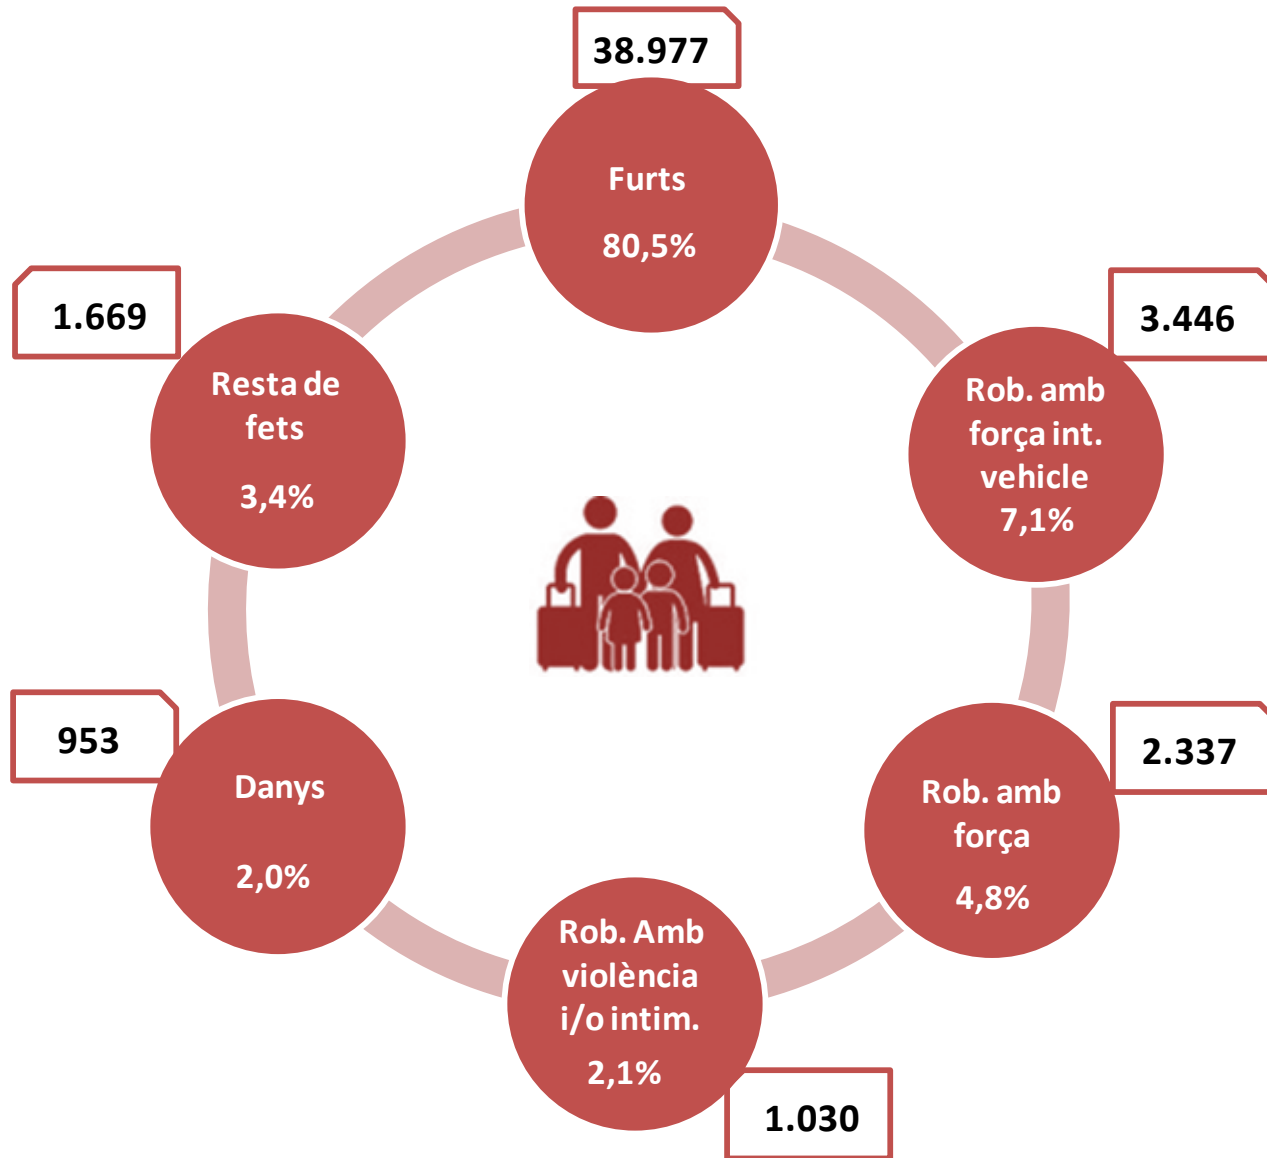 38.977
Furts
80,5%
3.446
Rob. amb
força int.
vehicle
7,1%
2.337
Rob. amb
força
4,8%
Rob. Amb
violència
i/o intim.
2,1%
1.030
953
Danys
2,0%
1.669
Resta de
fets
3,4%